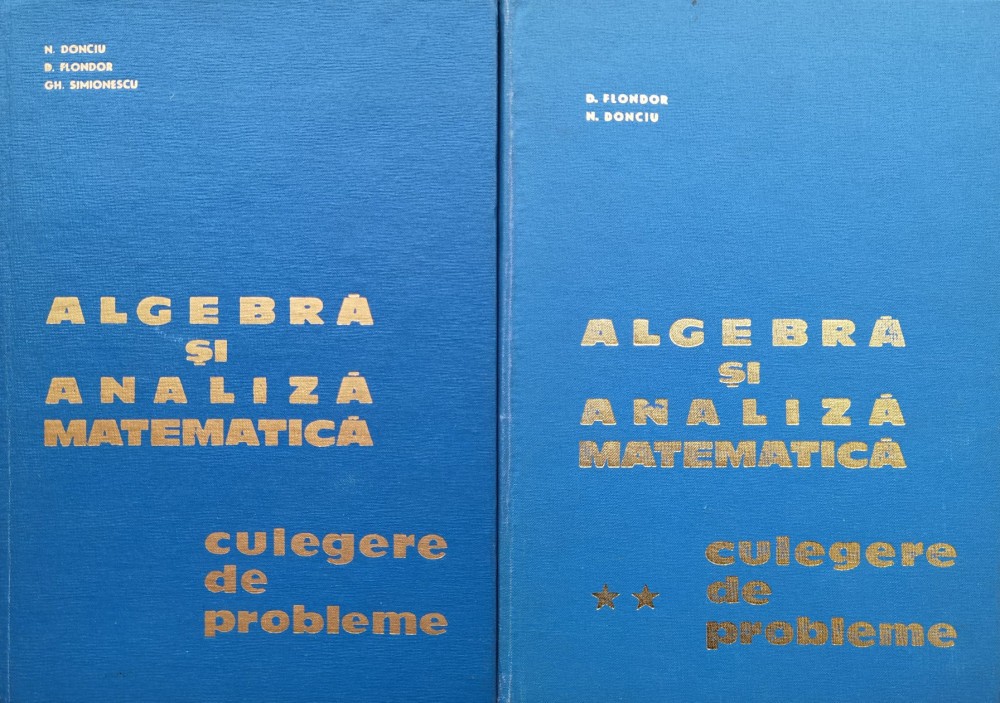 N. DONCIU
D. FLONDOR
GH. SIMIONESCU
ALGEBRĂ
ŞI
ANALIZĂ
MATEMATICĂ
culegere
de
probleme
D. FLONDOR
N. DONCIU
ALGEBRĂ
ŞI
ANALIZĂ
MATEMATICĂ
culegere
de
probleme